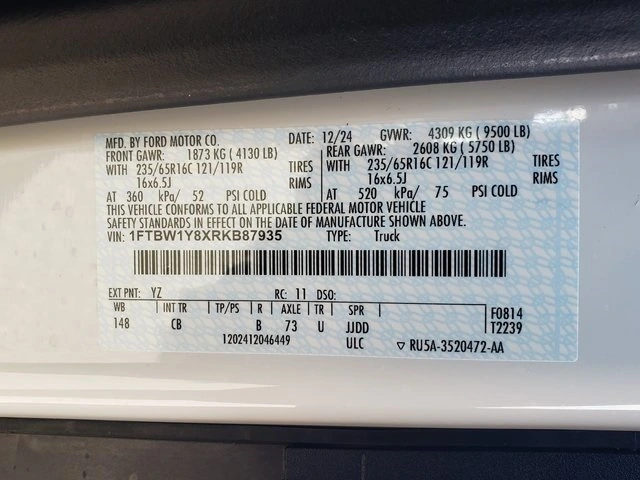 MFD. BY FORD MOTOR CO. DATE: 12/24 GVWR: 4309 KG ( 9500 LB)
FRONT GAWR: 1873 KG ( 4130 LB) REAR GAWR: 2608 KG ( 5750 LB)
WITH 235/65R16C 121/119R TIRES WITH 235/65R16C 121/119R TIRES
16x6.5J RIMS 16x6.5J RIMS
AT 360 kPa/ 52 PSI COLD AT 520 kPa/ 75 PSI COLD
THIS VEHICLE CONFORMS TO ALL APPLICABLE FEDERAL MOTOR VEHICLE
SAFETY STANDARDS IN EFFECT ON THE DATE OF MANUFACTURE SHOWN ABOVE.
VIN: 1FTBW1Y8XRKB87935 TYPE: Truck
EXT PNT: YZ RC: 11 DSO:
WB INT TR TP/PS R AXLE TR SPR F0814
148 CB B 73 U JJDD T2239
1202412046449 ULC ▽ RU5A-3520472-AA